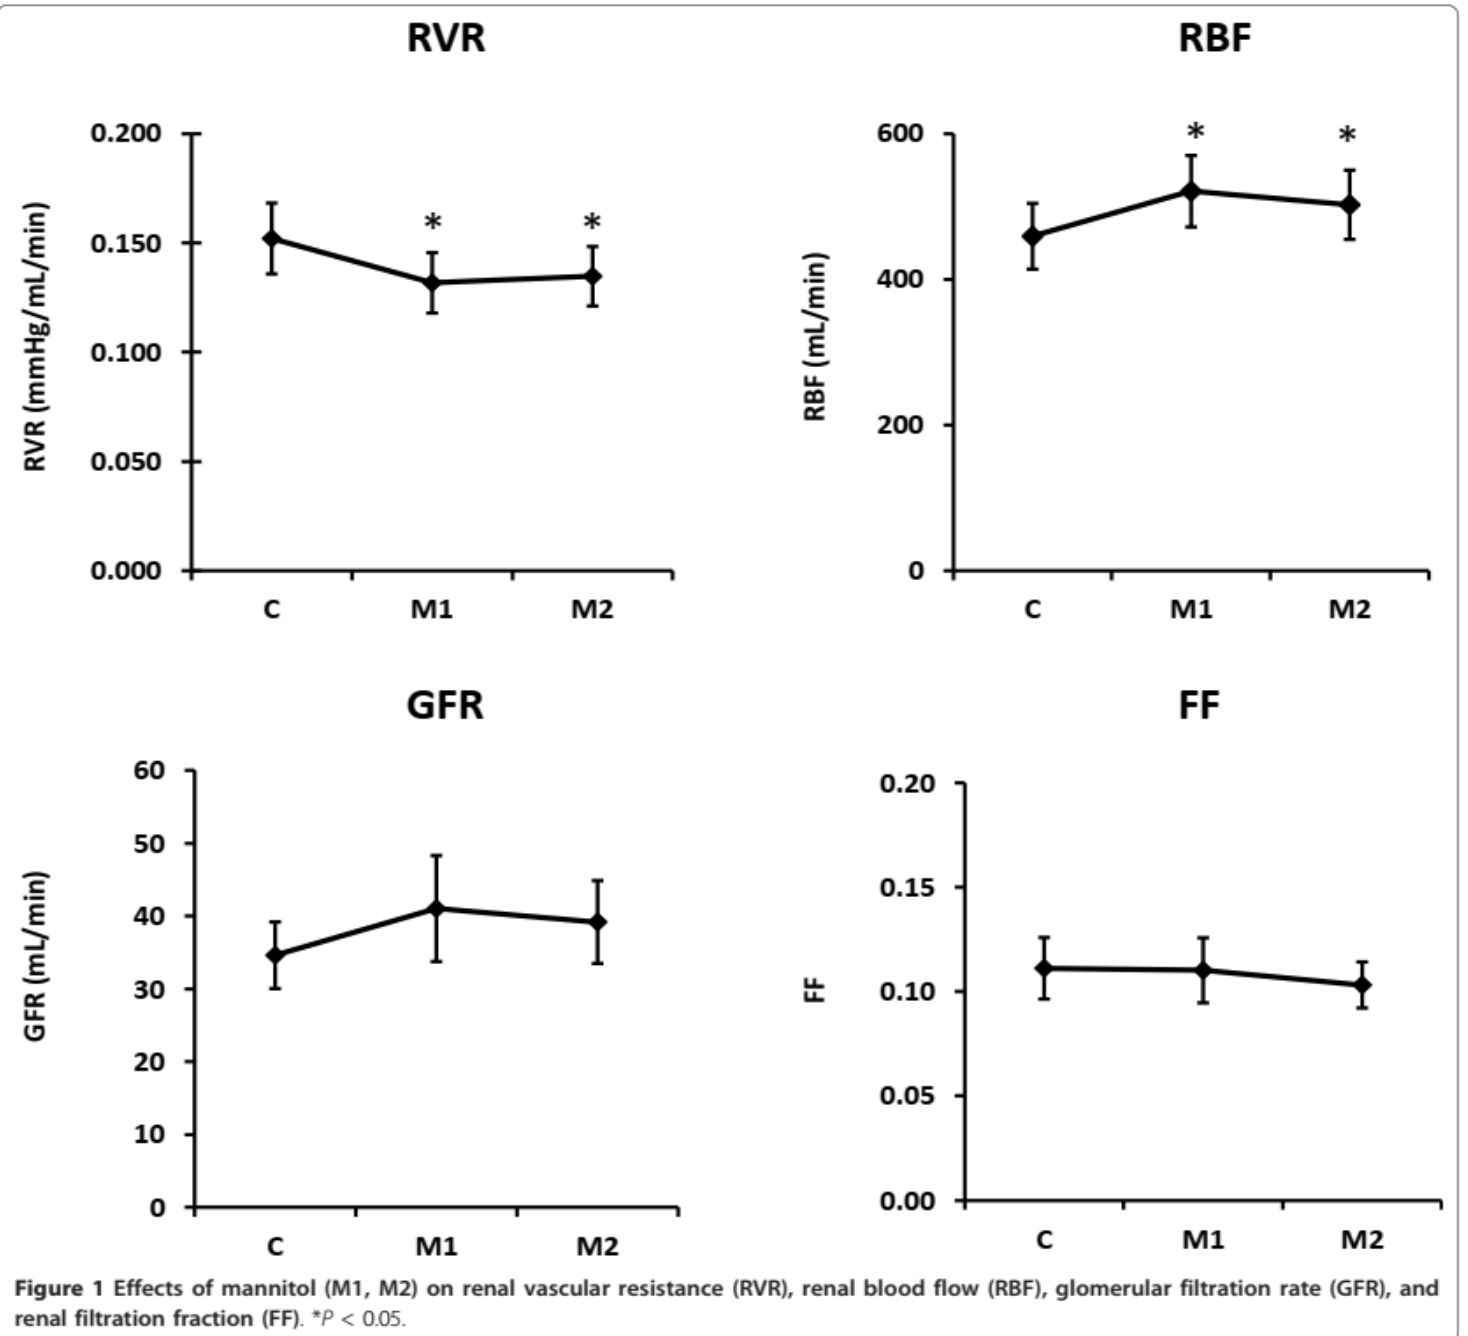 RVR
RVR (mmHg/mL/min)
0.200
0.150
0.100
0.050
0.000
* *
C M1 M2
RBF
RBF (mL/min)
600
400
200
0
* *
C M1 M2
GFR
GFR (mL/min)
60
50
40
30
20
10
0
C M1 M2
FF
FF
0.20
0.15
0.10
0.05
0.00
C M1 M2
Figure 1 Effects of mannitol (M1, M2) on renal vascular resistance (RVR), renal blood flow (RBF), glomerular filtration rate (GFR), and
renal filtration fraction (FF). *P < 0.05.